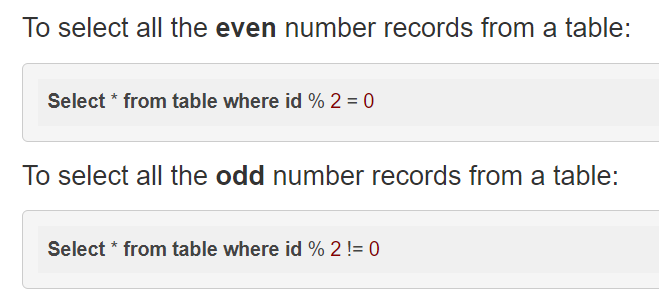 To select all the even number records from a table:
Select * from table where id % 2 = 0
To select all the odd number records from a table:
Select * from table where id % 2 != 0